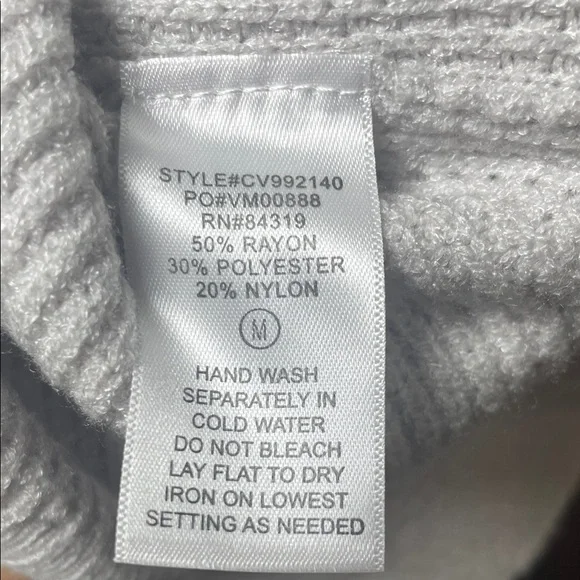 STYLE#CV992140
PO#VM00888
RN#84319
50% RAYON
30% POLYESTER
20% NYLON
M
HAND WASH
SEPARATELY IN
COLD WATER
DO NOT BLEACH
LAY FLAT TO DRY
IRON ON LOWEST
SETTING AS NEEDED